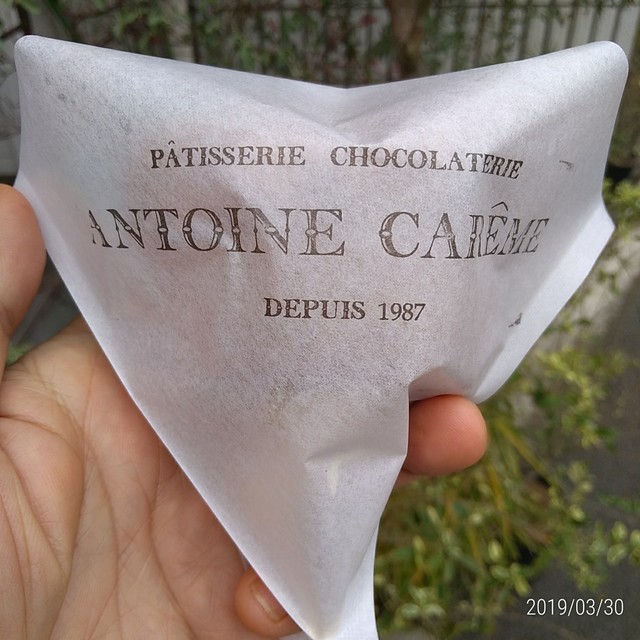 PÂTISSERIE CHOCOLATERIE
ANTOINE CARÊME
DEPUIS 1987
2019/03/30